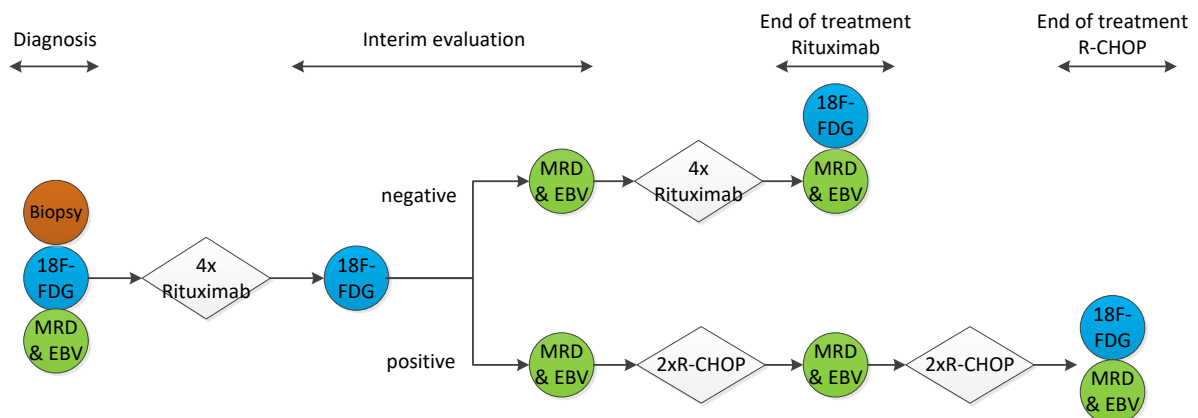 Diagnosis
Interim evaluation
End of treatment
Rituximab
End of treatment
R-CHOP
18F-
FDG
MRD
& EBV
4x
Rituximab
MRD
& EBV
negative
Biopsy
18F-
FDG
MRD
& EBV
4x
Rituximab
18F-
FDG
positive
MRD
& EBV
2xR-CHOP
MRD
& EBV
2xR-CHOP
18F-
FDG
MRD
& EBV